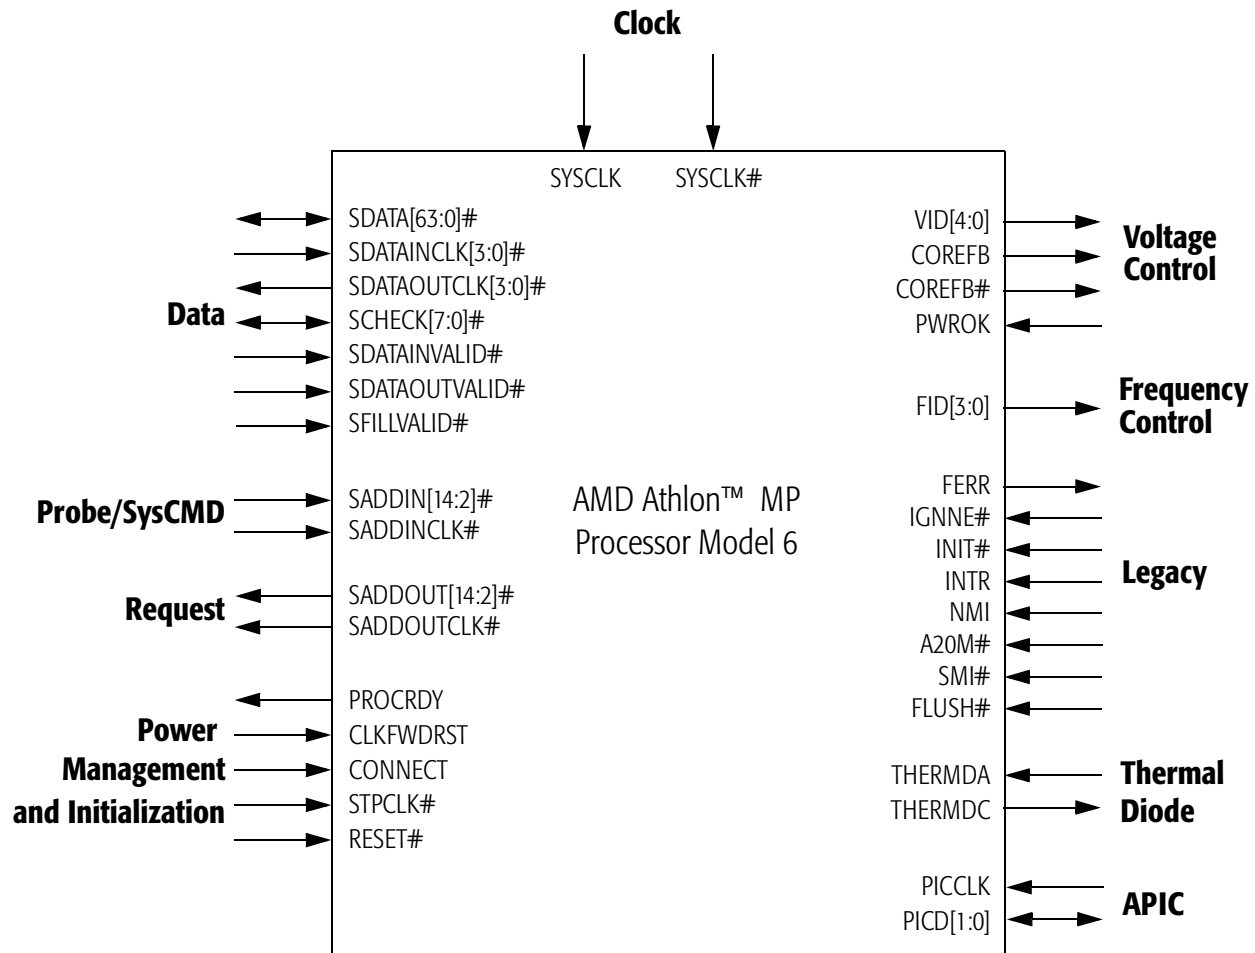 Clock
SYSCLK SYSCLK#
Data
SDATA[63:0]#
SDATAINCLK[3:0]#
SDATAOUTCLK[3:0]#
SCHECK[7:0]#
SDATAINVALID#
SDATAOUTVALID#
SFILLVALID#
Probe/SysCMD
SADDIN[14:2]#
SADDINCLK#
Request
SADDOUT[14:2]#
SADDOUTCLK#
Power
Management
and Initialization
PROCRDY
CLKFWDRST
CONNECT
STPCLK#
RESET#
AMD Athlon™ MP
Processor Model 6
VID[4:0]
COREFB
COREFB#
PWROK
Voltage
Control
FID[3:0]
Frequency
Control
FERR
IGNNE#
INIT#
INTR
NMI
A20M#
SMI#
FLUSH#
Legacy
THERMDA
THERMDC
Thermal
Diode
PICCLK
PICD[1:0]
APIC